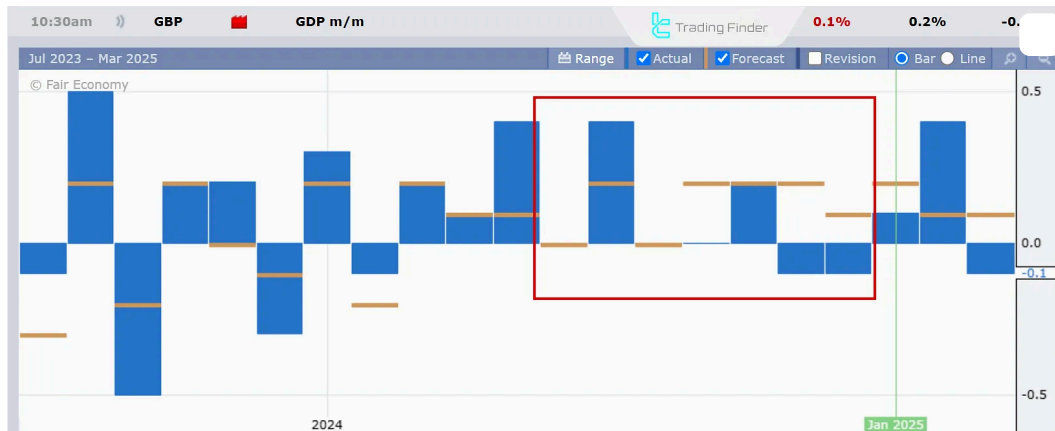 10:30am GBP GDP m/m Trading Finder 0.1% 0.2% -0.
Jul 2023 – Mar 2025 Range Actual Forecast Revision Bar Line
© Fair Economy
0.5
0.0
-0.1
-0.5
2024 Jan 2025